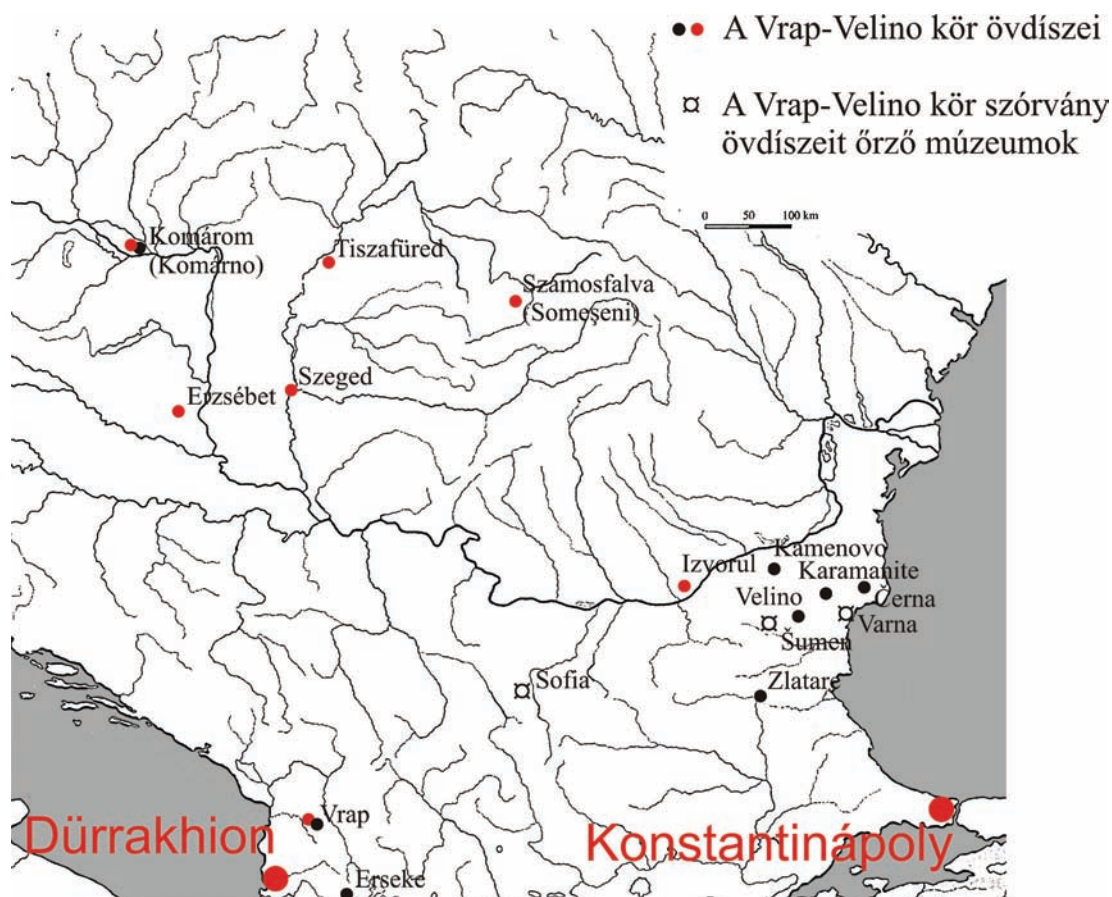 A Vrap-Velino kör övdíszei
A Vrap-Velino kör szórvány
övdíszeit őrző múzeumok
0 50 100 km
Komárom
(Komárno)
Tiszafüred
Szamosfalva
(Someşeni)
Szeged
Erzsébet
Izvorul
Kamenovo
Karamanite
Velino
Černa
Varna
Šumen
Sofia
Zlatare
Vrap
Dürrakhion
Konstantinápoly
Erseke